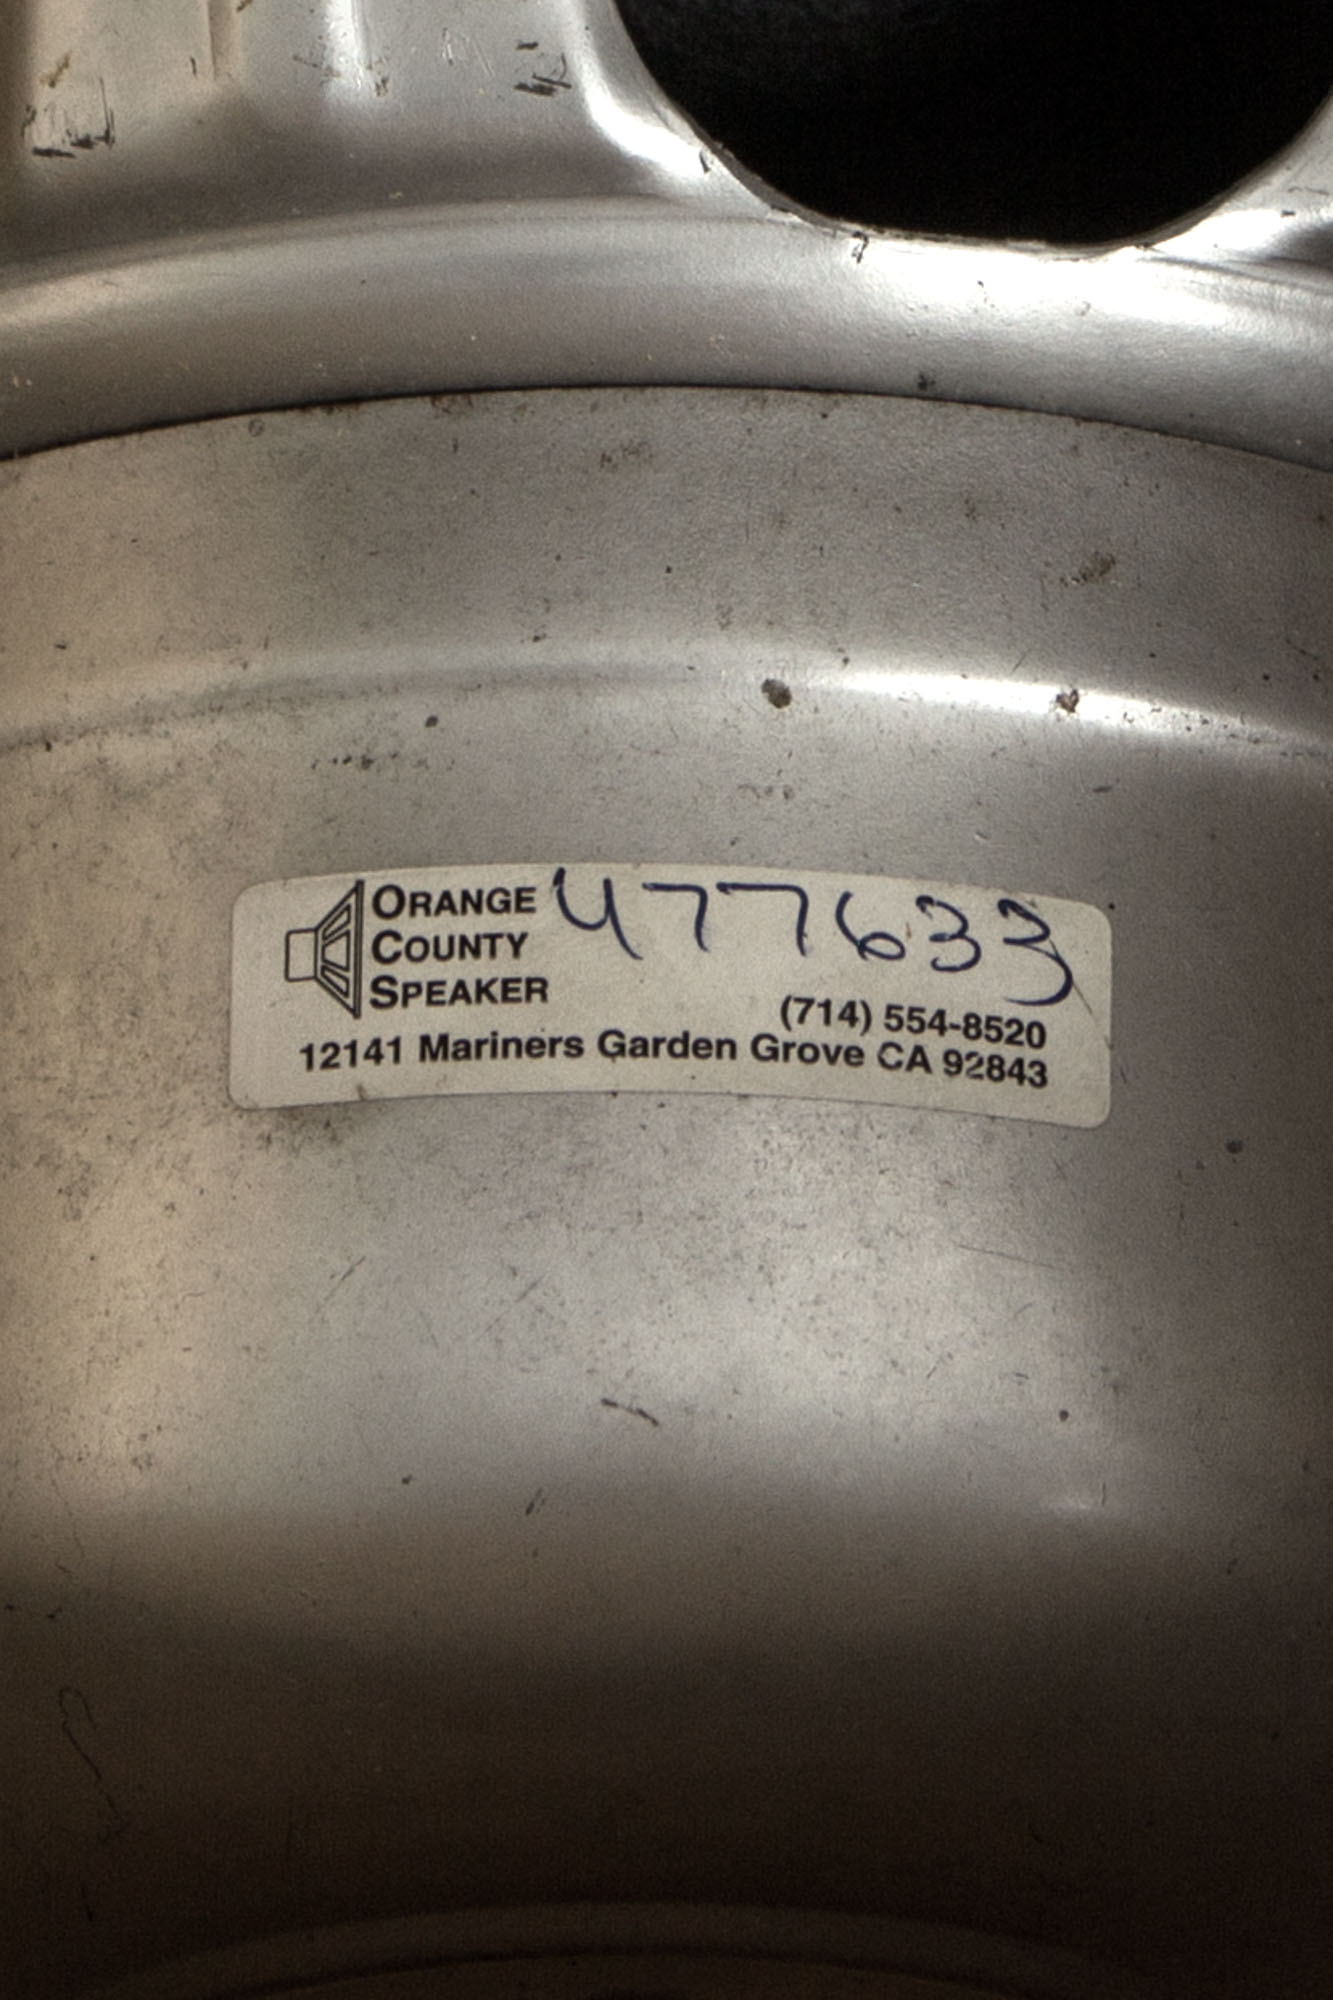 ORANGE 477633
COUNTY
SPEAKER
(714) 554-8520
12141 Mariners Garden Grove CA 92843